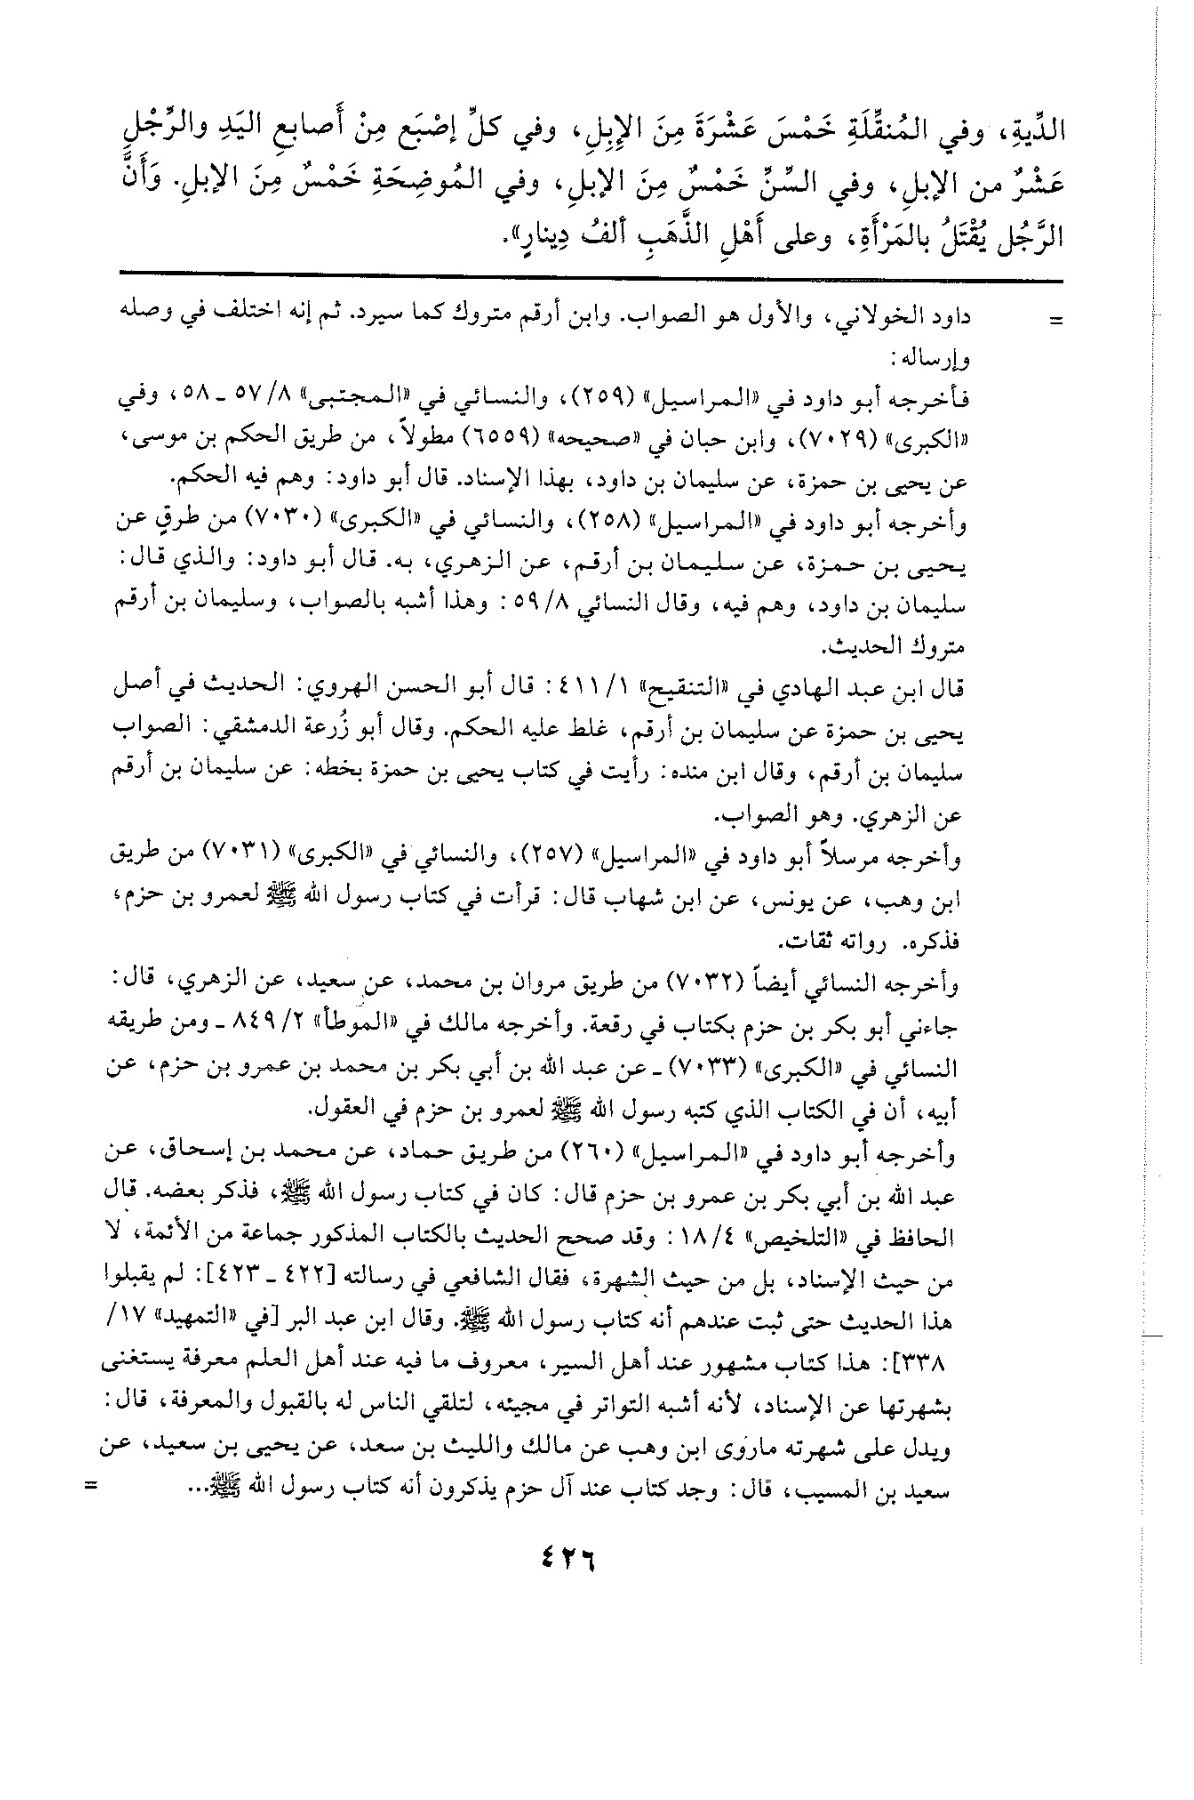 الدِّيةِ، وفي المُنقِّلَةِ خَمْسَ عَشْرَةَ مِنَ الإِبِلِ، وفي كلِّ إصْبَع مِنْ أَصابعِ اليَدِ والرِّجْلِ
عَشْرٌ من الإبلِ، وفي السِّنِّ خَمْسٌ مِنَ الإبلِ، وفي المُوضِحَةِ خَمْسٌ مِنَ الإبلِ. وَأَنَّ
الرَّجُل يُقْتَلُ بالمَرْأَةِ، وعلى أَهْلِ الذَّهَبِ ألفُ دِينارٍ».
= داود الخولاني، والأول هو الصواب. وابن أرقم متروك كما سيرد. ثم إنه اختلف في وصله
وإرساله:
فأخرجه أبو داود في «المراسيل» (٢٥٩)، والنسائي في «المجتبى» ٨/ ٥٧ ـ ٥٨، وفي
«الكبرى» (٧٠٢٩)، وابن حبان في «صحيحه» (٦٥٥٩) مطولاً، من طريق الحكم بن موسى،
عن يحيى بن حمزة، عن سليمان بن داود، بهذا الإسناد. قال أبو داود: وهم فيه الحكم.
وأخرجه أبو داود في «المراسيل» (٢٥٨)، والنسائي في «الكبرى» (٧٠٣٠) من طرقٍ عن
يحيى بن حمزة، عن سليمان بن أرقم، عن الزهري، به. قال أبو داود: والذي قال:
سليمان بن داود، وهم فيه، وقال النسائي ٨/ ٥٩: وهذا أشبه بالصواب، وسليمان بن أرقم
متروك الحديث.
قال ابن عبد الهادي في «التنقيح» ١/ ٤١١: قال أبو الحسن الهروي: الحديث في أصل
يحيى بن حمزة عن سليمان بن أرقم، غلط عليه الحكم. وقال أبو زُرعة الدمشقي: الصواب
سليمان بن أرقم، وقال ابن منده: رأيت في كتاب يحيى بن حمزة بخطه: عن سليمان بن أرقم
عن الزهري. وهو الصواب.
وأخرجه مرسلاً أبو داود في «المراسيل» (٢٥٧)، والنسائي في «الكبرى» (٧٠٣١) من طريق
ابن وهب، عن يونس، عن ابن شهاب قال: قرأت في كتاب رسول الله ﷺ لعمرو بن حزم،
فذكره. رواته ثقات.
وأخرجه النسائي أيضاً (٧٠٣٢) من طريق مروان بن محمد، عن سعيد، عن الزهري، قال:
جاءني أبو بكر بن حزم بكتاب في رقعة. وأخرجه مالك في «الموطأ» ٢/ ٨٤٩ ـ ومن طريقه
النسائي في «الكبرى» (٧٠٣٣) ـ عن عبد الله بن أبي بكر بن محمد بن عمرو بن حزم، عن
أبيه، أن في الكتاب الذي كتبه رسول الله ﷺ لعمرو بن حزم في العقول.
وأخرجه أبو داود في «المراسيل» (٢٦٠) من طريق حماد، عن محمد بن إسحاق، عن
عبد الله بن أبي بكر بن عمرو بن حزم قال: كان في كتاب رسول الله ﷺ، فذكر بعضه. قال
الحافظ في «التلخيص» ٤/ ١٨: وقد صحح الحديث بالكتاب المذكور جماعة من الأئمة، لا
من حيث الإسناد، بل من حيث الشهرة، فقال الشافعي في رسالته [٤٢٢ ـ ٤٢٣]: لم يقبلوا
هذا الحديث حتى ثبت عندهم أنه كتاب رسول الله ﷺ. وقال ابن عبد البر [في «التمهيد» ١٧/
٣٣٨]: هذا كتاب مشهور عند أهل السير، معروف ما فيه عند أهل العلم معرفة يستغنى
بشهرتها عن الإسناد، لأنه أشبه التواتر في مجيئه، لتلقي الناس له بالقبول والمعرفة، قال:
ويدل على شهرته ماروى ابن وهب عن مالك والليث بن سعد، عن يحيى بن سعيد، عن
سعيد بن المسيب، قال: وجد كتاب عند آل حزم يذكرون أنه كتاب رسول الله ﷺ... =
٤٢٦